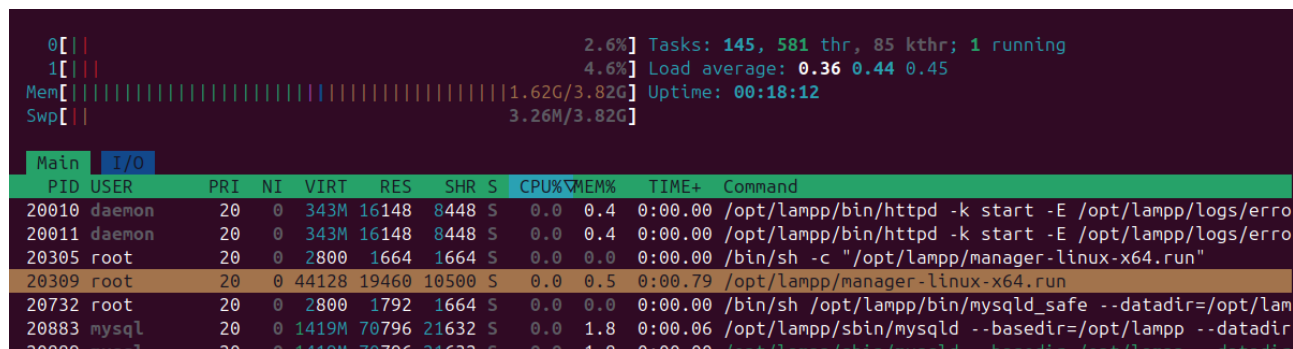 0[|| 2.6%] Tasks: 145, 581 thr, 85 kthr; 1 running
1[||| 4.6%] Load average: 0.36 0.44 0.45
Mem[|||||||||||||||||||||||||||||||||||||||||1.62G/3.82G] Uptime: 00:18:12
Swp[|| 3.26M/3.82G]
Main I/O
PID USER PRI NI VIRT RES SHR S CPU%▽MEM% TIME+ Command
20010 daemon 20 0 343M 16148 8448 S 0.0 0.4 0:00.00 /opt/lampp/bin/httpd -k start -E /opt/lampp/logs/erro
20011 daemon 20 0 343M 16148 8448 S 0.0 0.4 0:00.00 /opt/lampp/bin/httpd -k start -E /opt/lampp/logs/erro
20305 root 20 0 2800 1664 1664 S 0.0 0.0 0:00.00 /bin/sh -c "/opt/lampp/manager-linux-x64.run"
20309 root 20 0 44128 19460 10500 S 0.0 0.5 0:00.79 /opt/lampp/manager-linux-x64.run
20732 root 20 0 2800 1792 1664 S 0.0 0.0 0:00.00 /bin/sh /opt/lampp/bin/mysqld_safe --datadir=/opt/lam
20883 mysql 20 0 1419M 70796 21632 S 0.0 1.8 0:00.06 /opt/lampp/sbin/mysqld --basedir=/opt/lampp --datadir